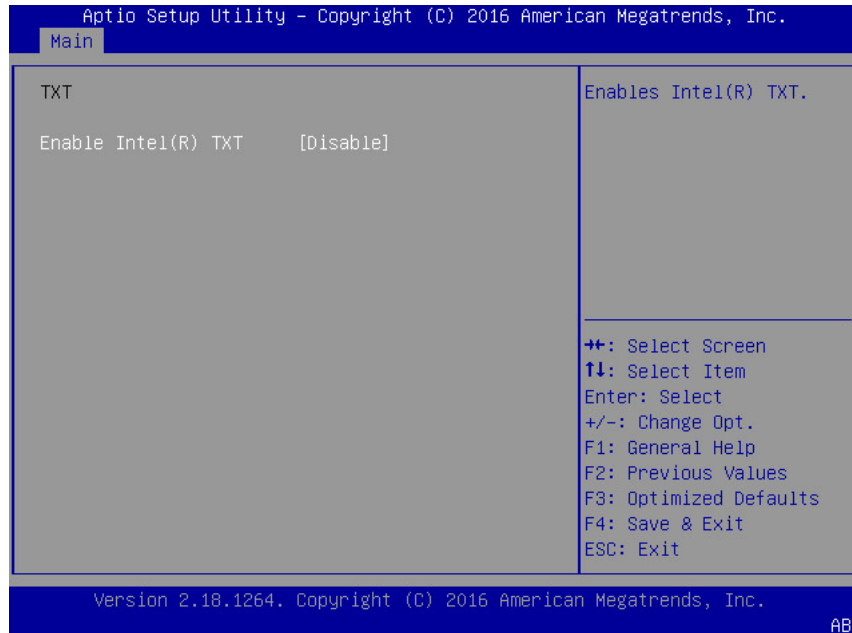 Aptio Setup Utility – Copyright (C) 2016 American Megatrends, Inc.
Main
TXT
Enable Intel(R) TXT [Disable]
Enables Intel(R) TXT.
→←: Select Screen
↑↓: Select Item
Enter: Select
+/-: Change Opt.
F1: General Help
F2: Previous Values
F3: Optimized Defaults
F4: Save & Exit
ESC: Exit
Version 2.18.1264. Copyright (C) 2016 American Megatrends, Inc.
AB